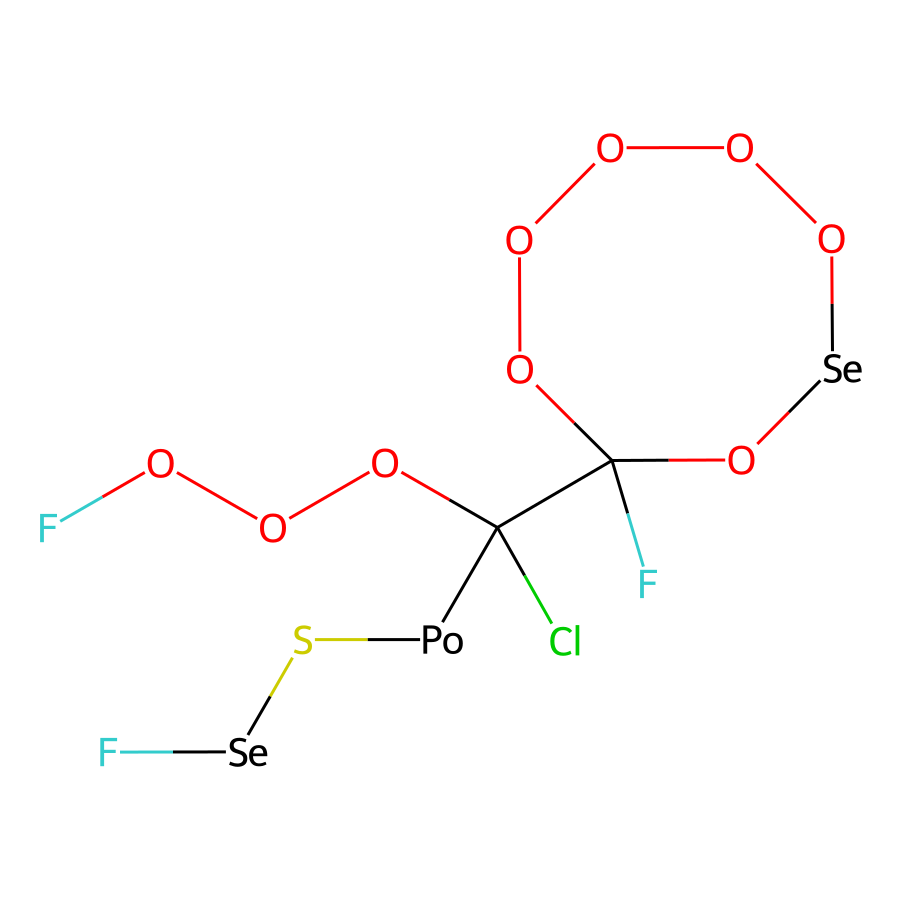 O O
O O
O Se
O O O
F O F
S Po Cl
F Se